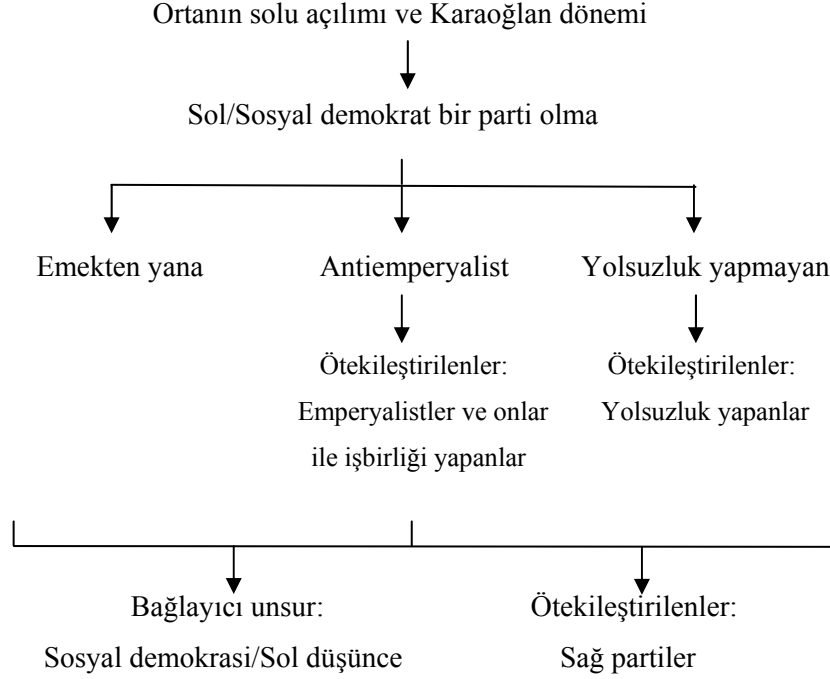 Ortanın solu açılımı ve Karaoğlan dönemi
Sol/Sosyal demokrat bir parti olma
Emekten yana
Antiemperyalist
Yolsuzluk yapmayan
Ötekileştirilenler:
Emperyalistler ve onlar
ile işbirliği yapanlar
Ötekileştirilenler:
Yolsuzluk yapanlar
Bağlayıcı unsur:
Sosyal demokrasi/Sol düşünce
Ötekileştirilenler:
Sağ partiler